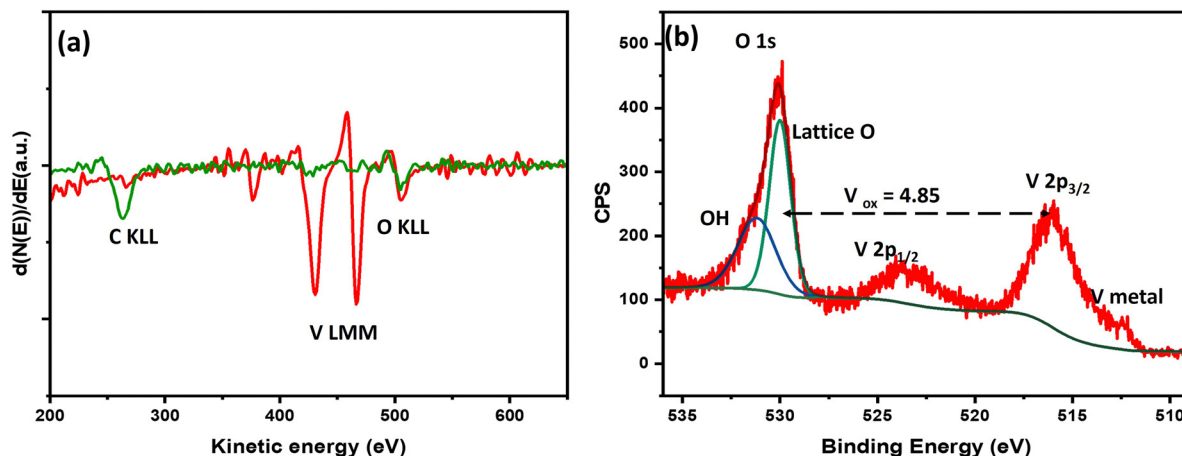 (a)
d(N(E))/dE(a.u.)
C KLL
V LMM
O KLL
200 300 400 500 600
Kinetic energy (eV)
(b)
O 1s
Lattice O
V ox = 4.85
V 2p3/2
OH
V 2p1/2
V metal
CPS
500
400
300
200
100
0
535 530 525 520 515 510
Binding Energy (eV)